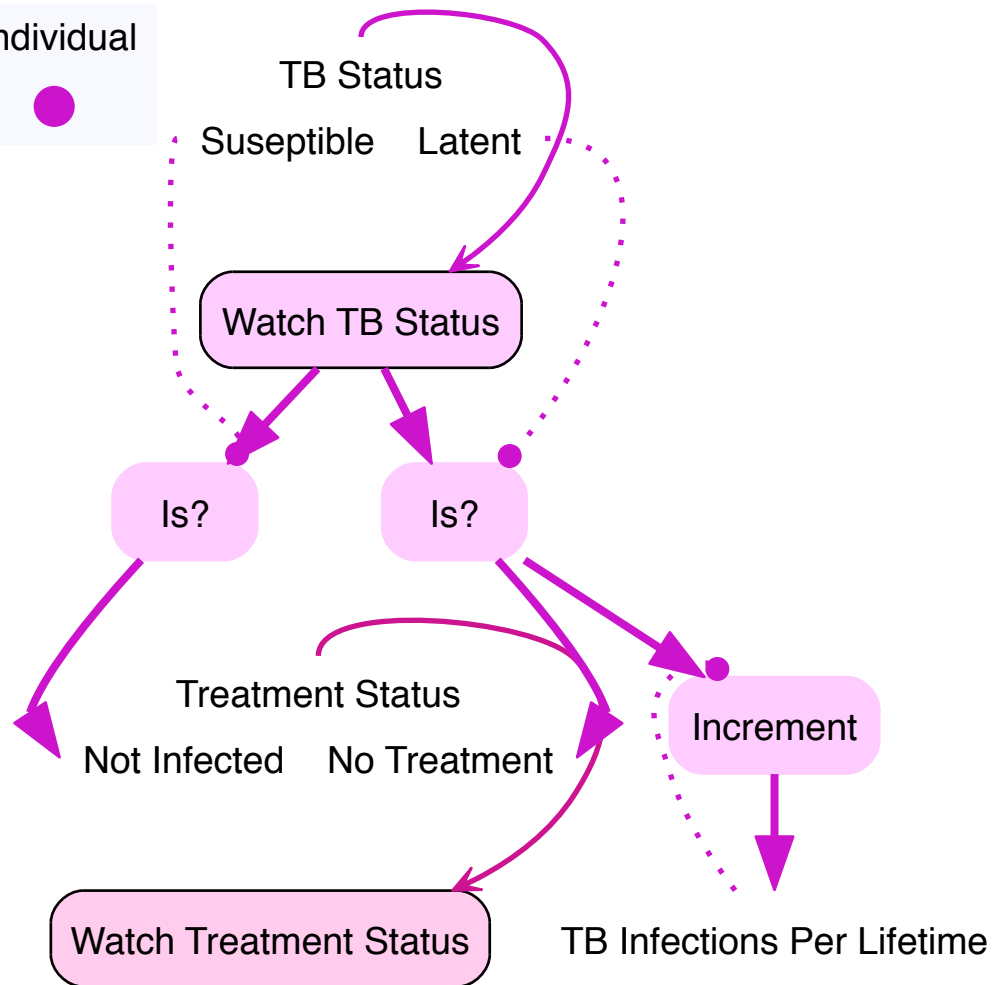 ndividual
TB Status
Suseptible Latent
Watch TB Status
Is? Is?
Treatment Status
Increment
Not Infected No Treatment
Watch Treatment Status
TB Infections Per Lifetime